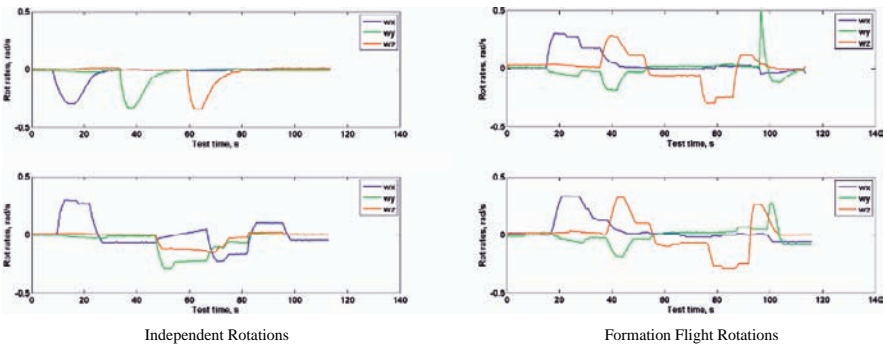 0.5
0
-0.5
Rot rates, rad/s
0 20 40 60 80 100 120 140
Test time, s
wx
wy
wz
0.5
0
-0.5
Rot rates, rad/s
0 20 40 60 80 100 120 140
Test time, s
wx
wy
wz
0.5
0
-0.5
Rot rates, rad/s
0 20 40 60 80 100 120 140
Test time, s
wx
wy
wz
0.5
0
-0.5
Rot rates, rad/s
0 20 40 60 80 100 120 140
Test time, s
wx
wy
wz
Independent Rotations
Formation Flight Rotations